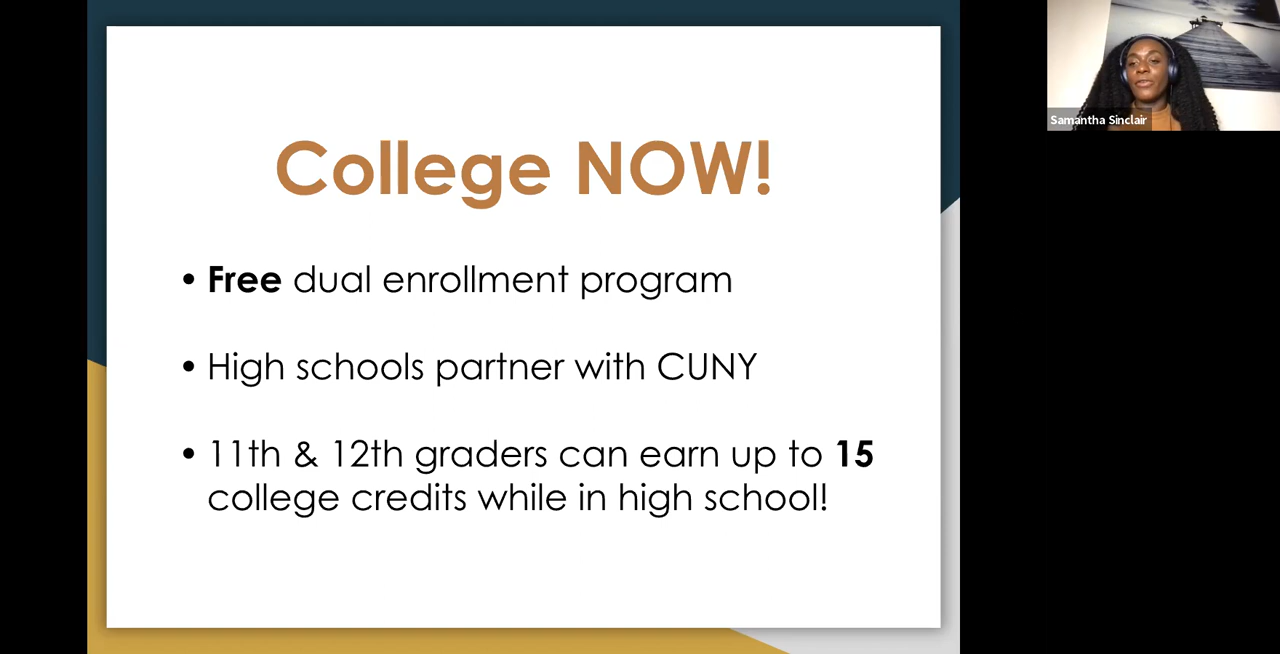 College NOW!
• Free dual enrollment program
• High schools partner with CUNY
• 11th & 12th graders can earn up to 15
college credits while in high school!
Samantha Sinclair